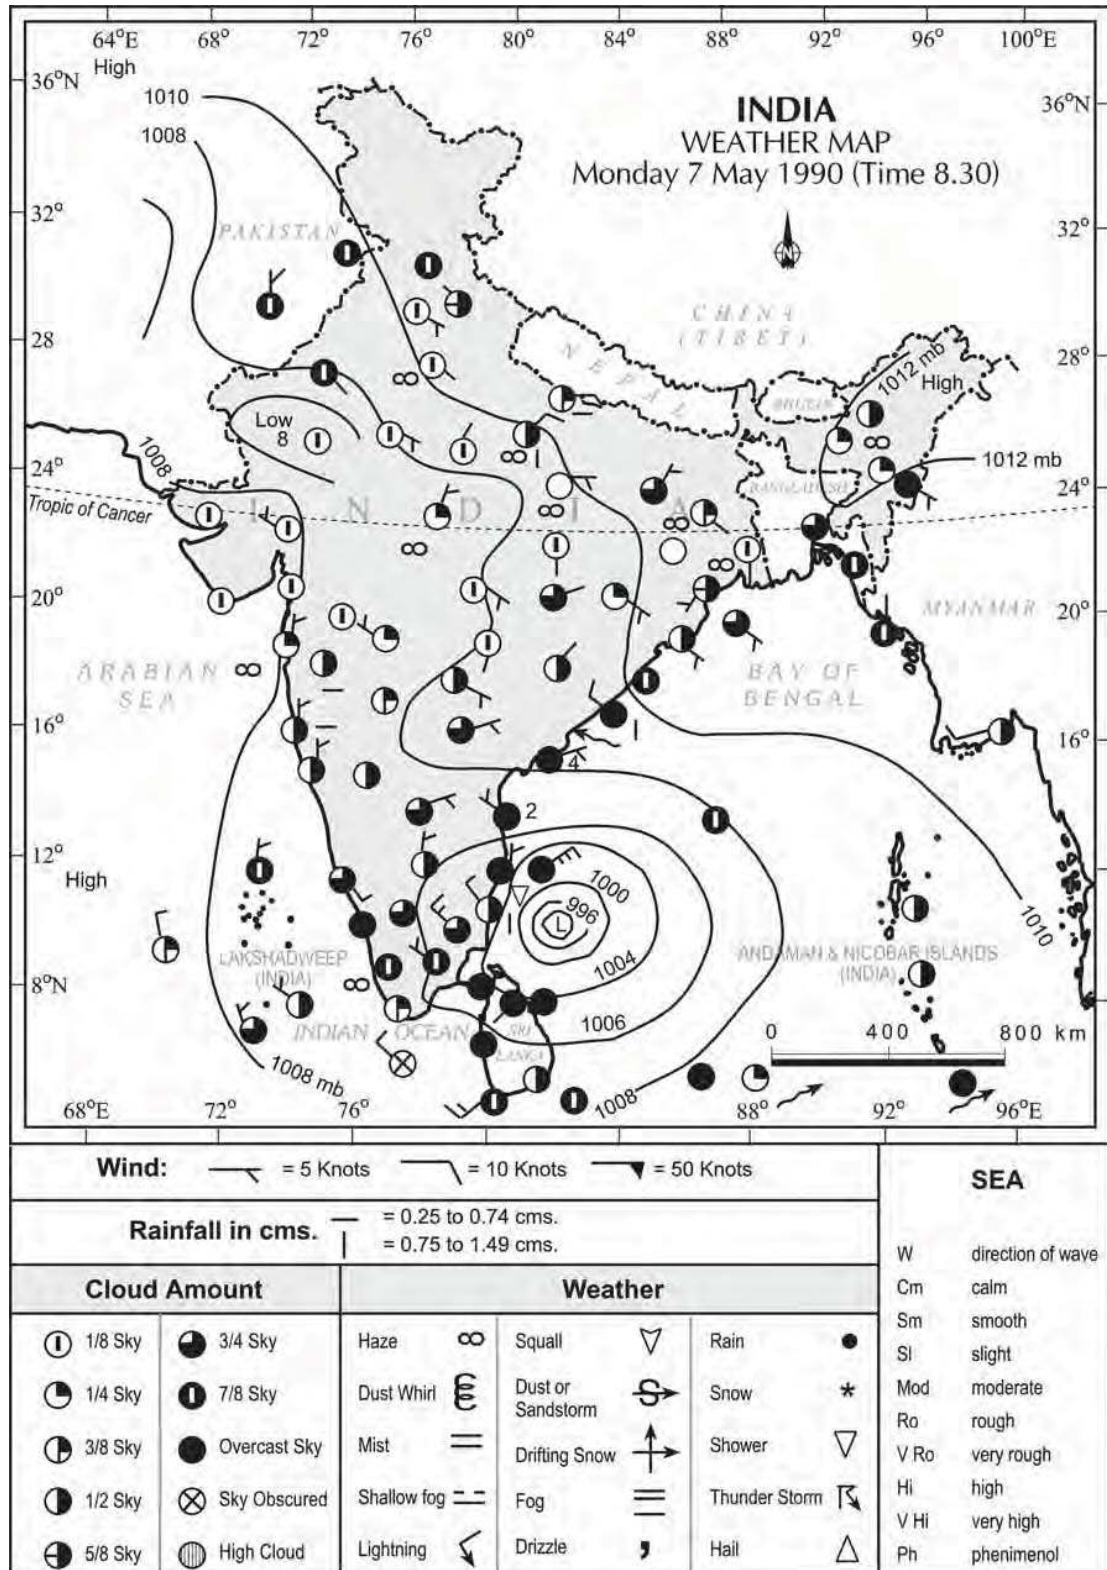 64°E 68° 72° 76° 80° 84° 88° 92° 96° 100°E
High
36°N
36°N
1010
1008
INDIA
WEATHER MAP
Monday 7 May 1990 (Time 8.30)
32°
32°
PAKISTAN
N
CHINA
(TIBET)
28
28°
NEPAL
BHUTAN
1012 mb
High
Low
8
1008
24°
24°
1012 mb
BANGLADESH
Tropic of Cancer
INDIA
20°
20°
MYANMAR
ARABIAN
SEA
BAY OF
BENGAL
16°
16°
4
2
12°
12°
High
1000
996
L
1010
LAKSHADWEEP
(INDIA)
1004
ANDAMAN & NICOBAR ISLANDS
(INDIA)
8°N
8°N
1006
INDIAN OCEAN
SRI
LANKA
0 400 800 km
1008 mb
1008
68°E 72° 76° 80° 84° 88° 92° 96°E
Wind: = 5 Knots = 10 Knots = 50 Knots
Rainfall in cms.
= 0.25 to 0.74 cms.
= 0.75 to 1.49 cms.
Cloud Amount
1/8 Sky 3/4 Sky
1/4 Sky 7/8 Sky
3/8 Sky Overcast Sky
1/2 Sky Sky Obscured
5/8 Sky High Cloud
Weather
Haze Squall Rain
Dust Whirl Dust or
Sandstorm Snow
Mist Drifting Snow Shower
Shallow fog Fog Thunder Storm
Lightning Drizzle Hail
SEA
W direction of wave
Cm calm
Sm smooth
Sl slight
Mod moderate
Ro rough
V Ro very rough
Hi high
V Hi very high
Ph phenimenol